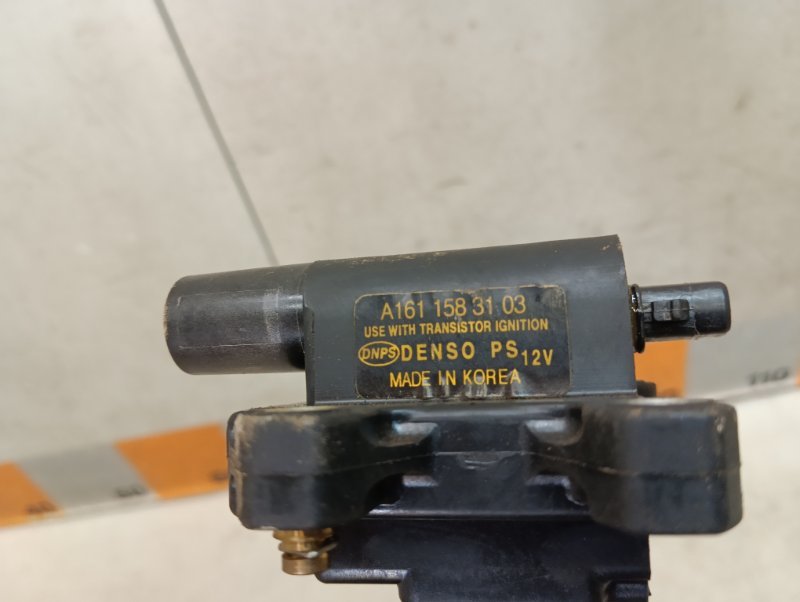 A161 158 31 03
USE WITH TRANSISTOR IGNITION
DNPS DENSO PS 12V
MADE IN KOREA